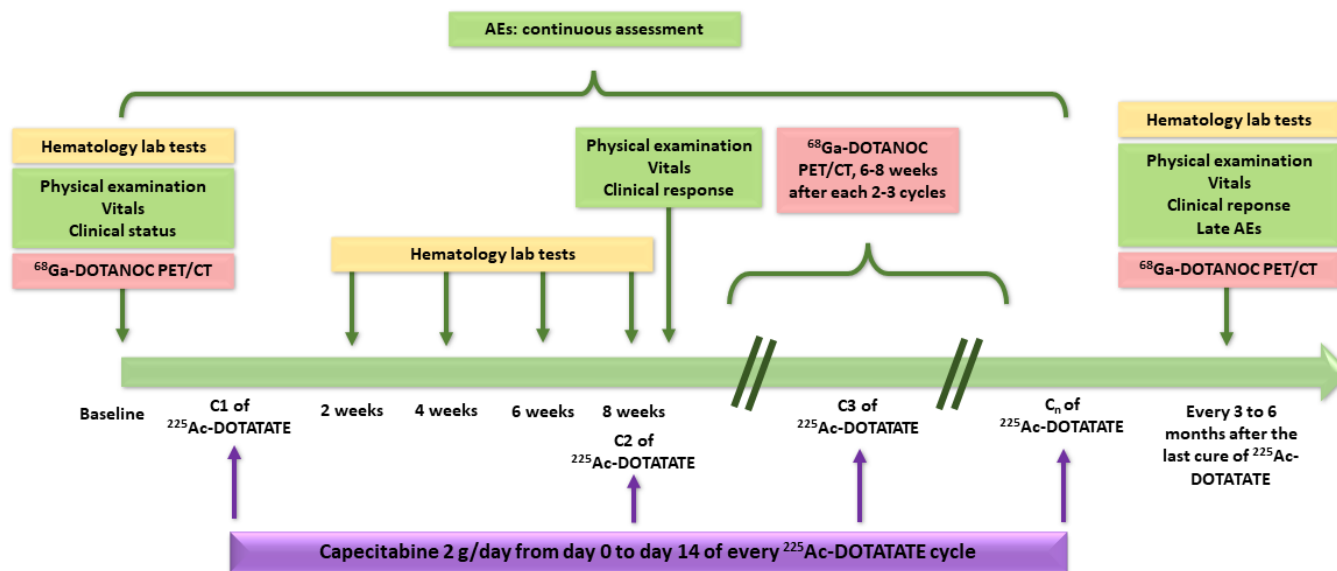 AEs: continuous assessment
Hematology lab tests
Physical examination
Vitals
Clinical status
⁶⁸Ga-DOTANOC PET/CT
Hematology lab tests
Physical examination
Vitals
Clinical response
⁶⁸Ga-DOTANOC
PET/CT, 6-8 weeks
after each 2-3 cycles
Hematology lab tests
Physical examination
Vitals
Clinical reponse
Late AEs
⁶⁸Ga-DOTANOC PET/CT
Baseline
C1 of
²²⁵Ac-DOTATATE
2 weeks
4 weeks
6 weeks
8 weeks
C2 of
²²⁵Ac-DOTATATE
C3 of
²²⁵Ac-DOTATATE
Cₙ of
²²⁵Ac-DOTATATE
Every 3 to 6
months after the
last cure of ²²⁵Ac-
DOTATATE
Capecitabine 2 g/day from day 0 to day 14 of every ²²⁵Ac-DOTATATE cycle